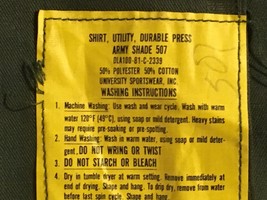 SHIRT, UTILITY, DURABLE PRESS
ARMY SHADE 507
DLA100-81-C-2339
50% POLYESTER 50% COTTON
UNIVERSITY SPORTSWEAR, INC.
WASHING INSTRUCTIONS
1. Machine Washing: Use wash and wear cycle. Wash with warm
water 120°F (49°C), using soap or mild detergent. Heavy stains
may require pre-soaking or pre-spotting.
2. Hand Washing: Wash in warm water, using soap or mild deter-
gent. DO NOT WRING OR TWIST
3. DO NOT STARCH OR BLEACH
4. Dry in tumble dryer at warm setting. Remove immediately at
end of drying. Shape and hang. To drip dry, remove from water
before last spin cycle. Shape and hang.
507